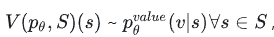 V(p_θ, S)(s) ~ p_θ^{value}(v|s)∀s ∈ S,